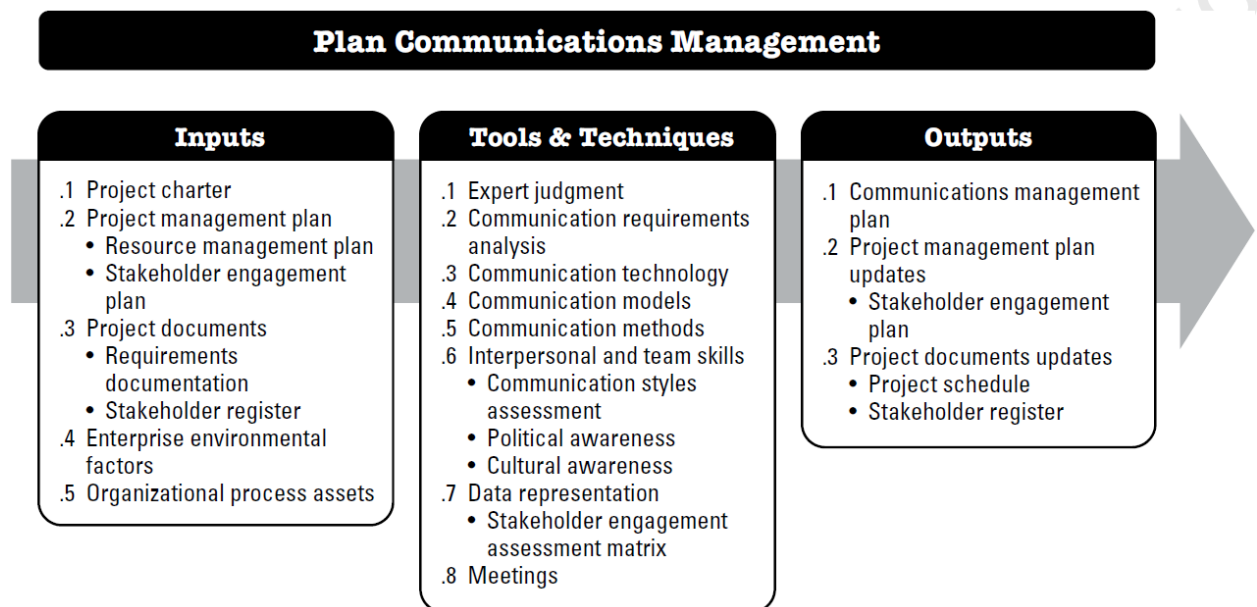 Plan Communications Management
Inputs
.1 Project charter
.2 Project management plan
• Resource management plan
• Stakeholder engagement
plan
.3 Project documents
• Requirements
documentation
• Stakeholder register
.4 Enterprise environmental
factors
.5 Organizational process assets
Tools & Techniques
.1 Expert judgment
.2 Communication requirements
analysis
.3 Communication technology
.4 Communication models
.5 Communication methods
.6 Interpersonal and team skills
• Communication styles
assessment
• Political awareness
• Cultural awareness
.7 Data representation
• Stakeholder engagement
assessment matrix
.8 Meetings
Outputs
.1 Communications management
plan
.2 Project management plan
updates
• Stakeholder engagement
plan
.3 Project documents updates
• Project schedule
• Stakeholder register